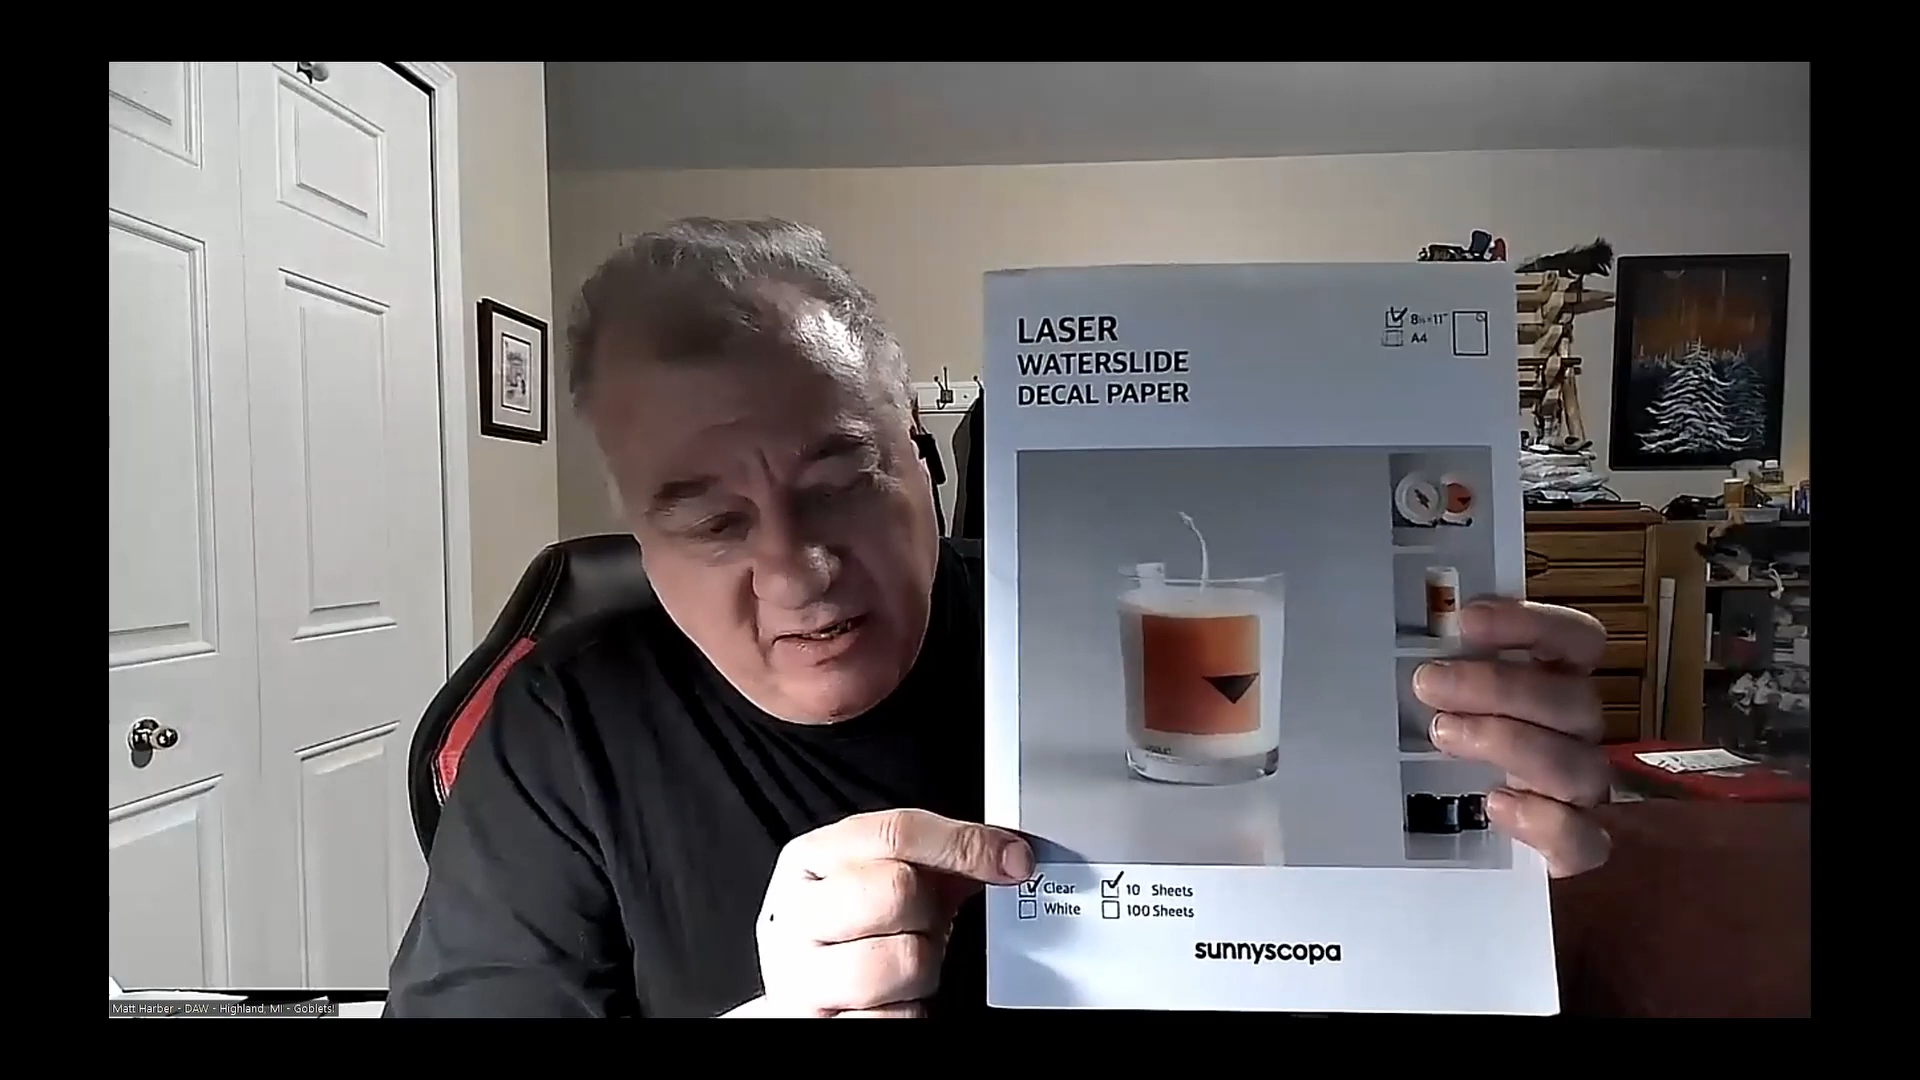 LASER
WATERSLIDE
DECAL PAPER
8½×11"
A4
Clear
White
10 Sheets
100 Sheets
sunnyscopa
Matt Harber - DAW - Highland, MI - Goblets!